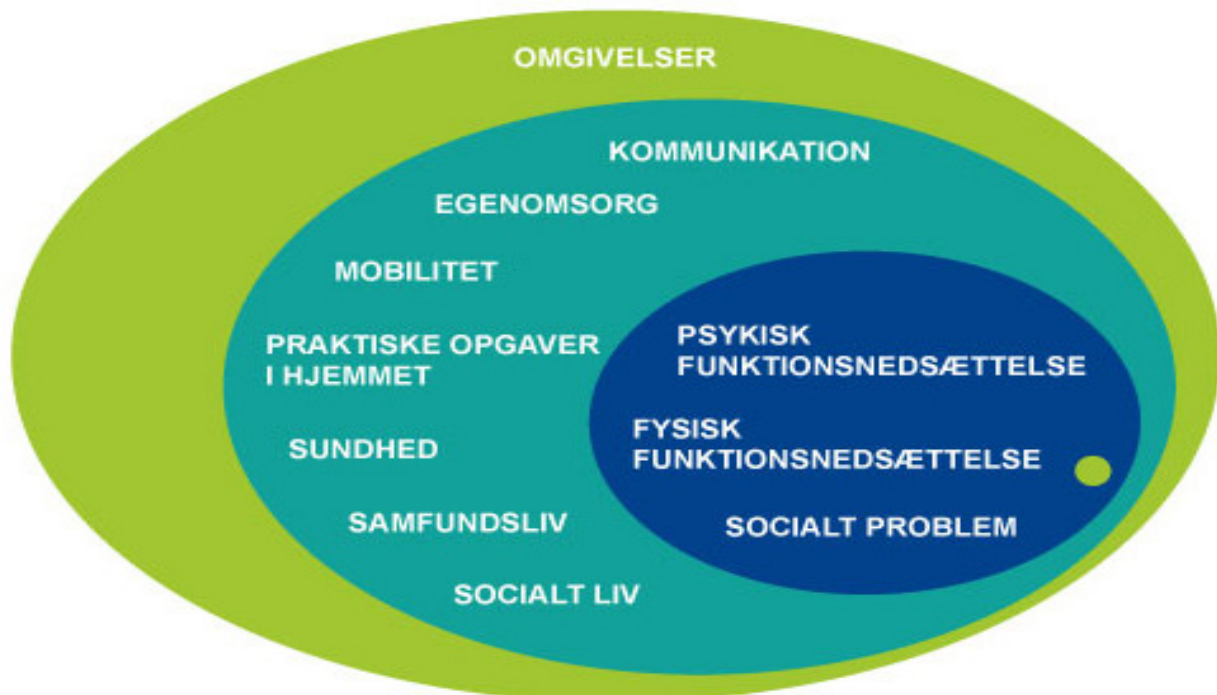 OMGIVELSER
KOMMUNIKATION
EGENOMSORG
MOBILITET
PRAKTISKE OPGAVER
I HJEMMET
SUNDHED
SAMFUNDSLIV
SOCIALT LIV
PSYKISK
FUNKTIONSNEDSÆTTELSE
FYSISK
FUNKTIONSNEDSÆTTELSE
SOCIALT PROBLEM